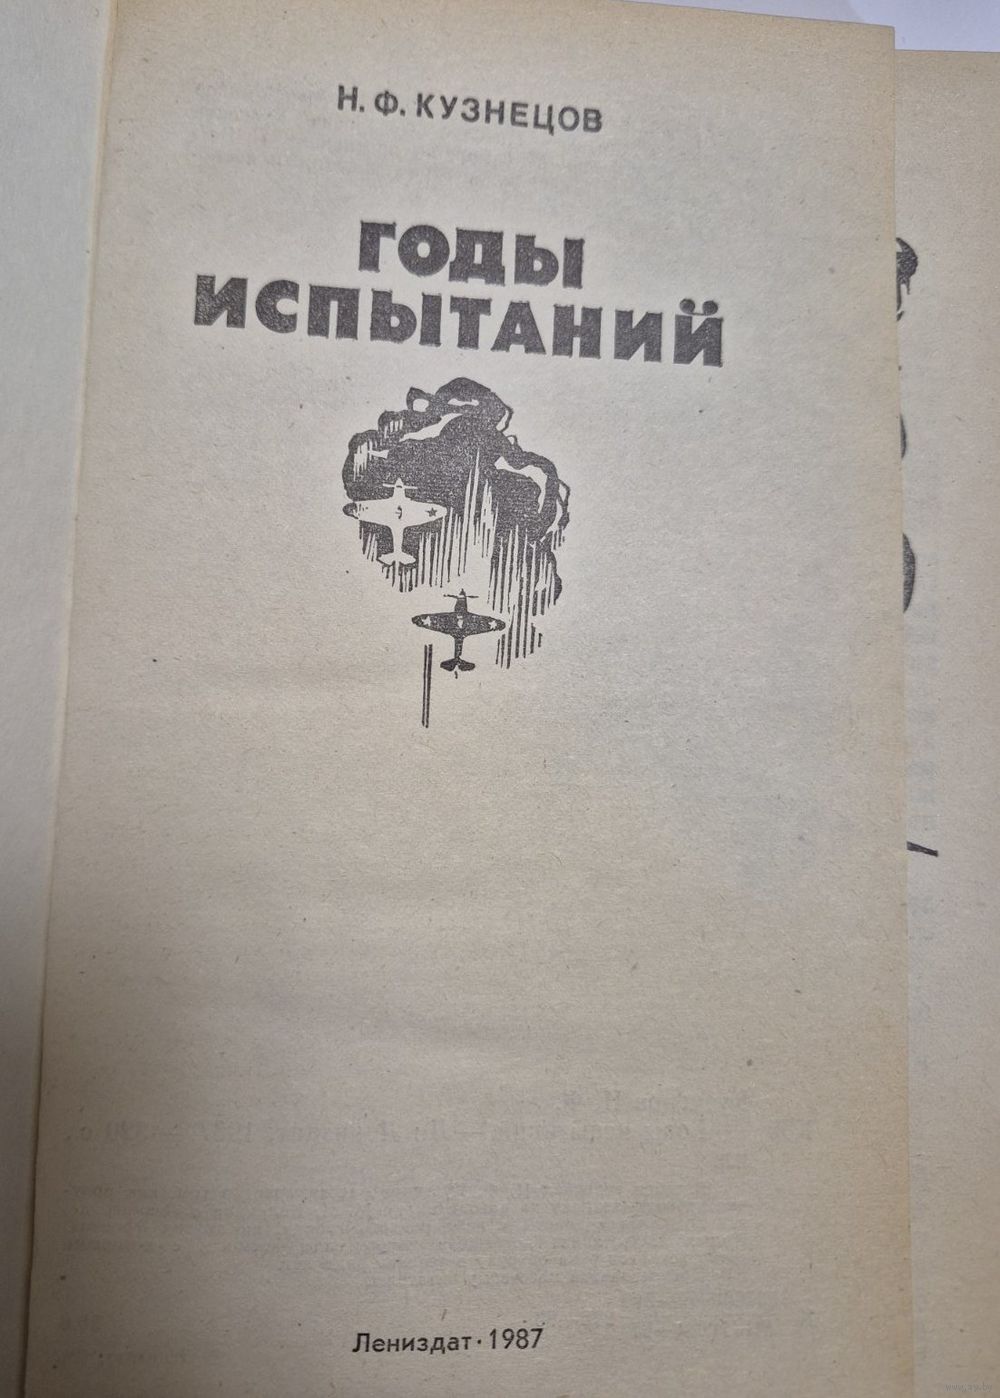 Н. Ф. КУЗНЕЦОВ
ГОДЫ
ИСПЫТАНИЙ
Лениздат · 1987